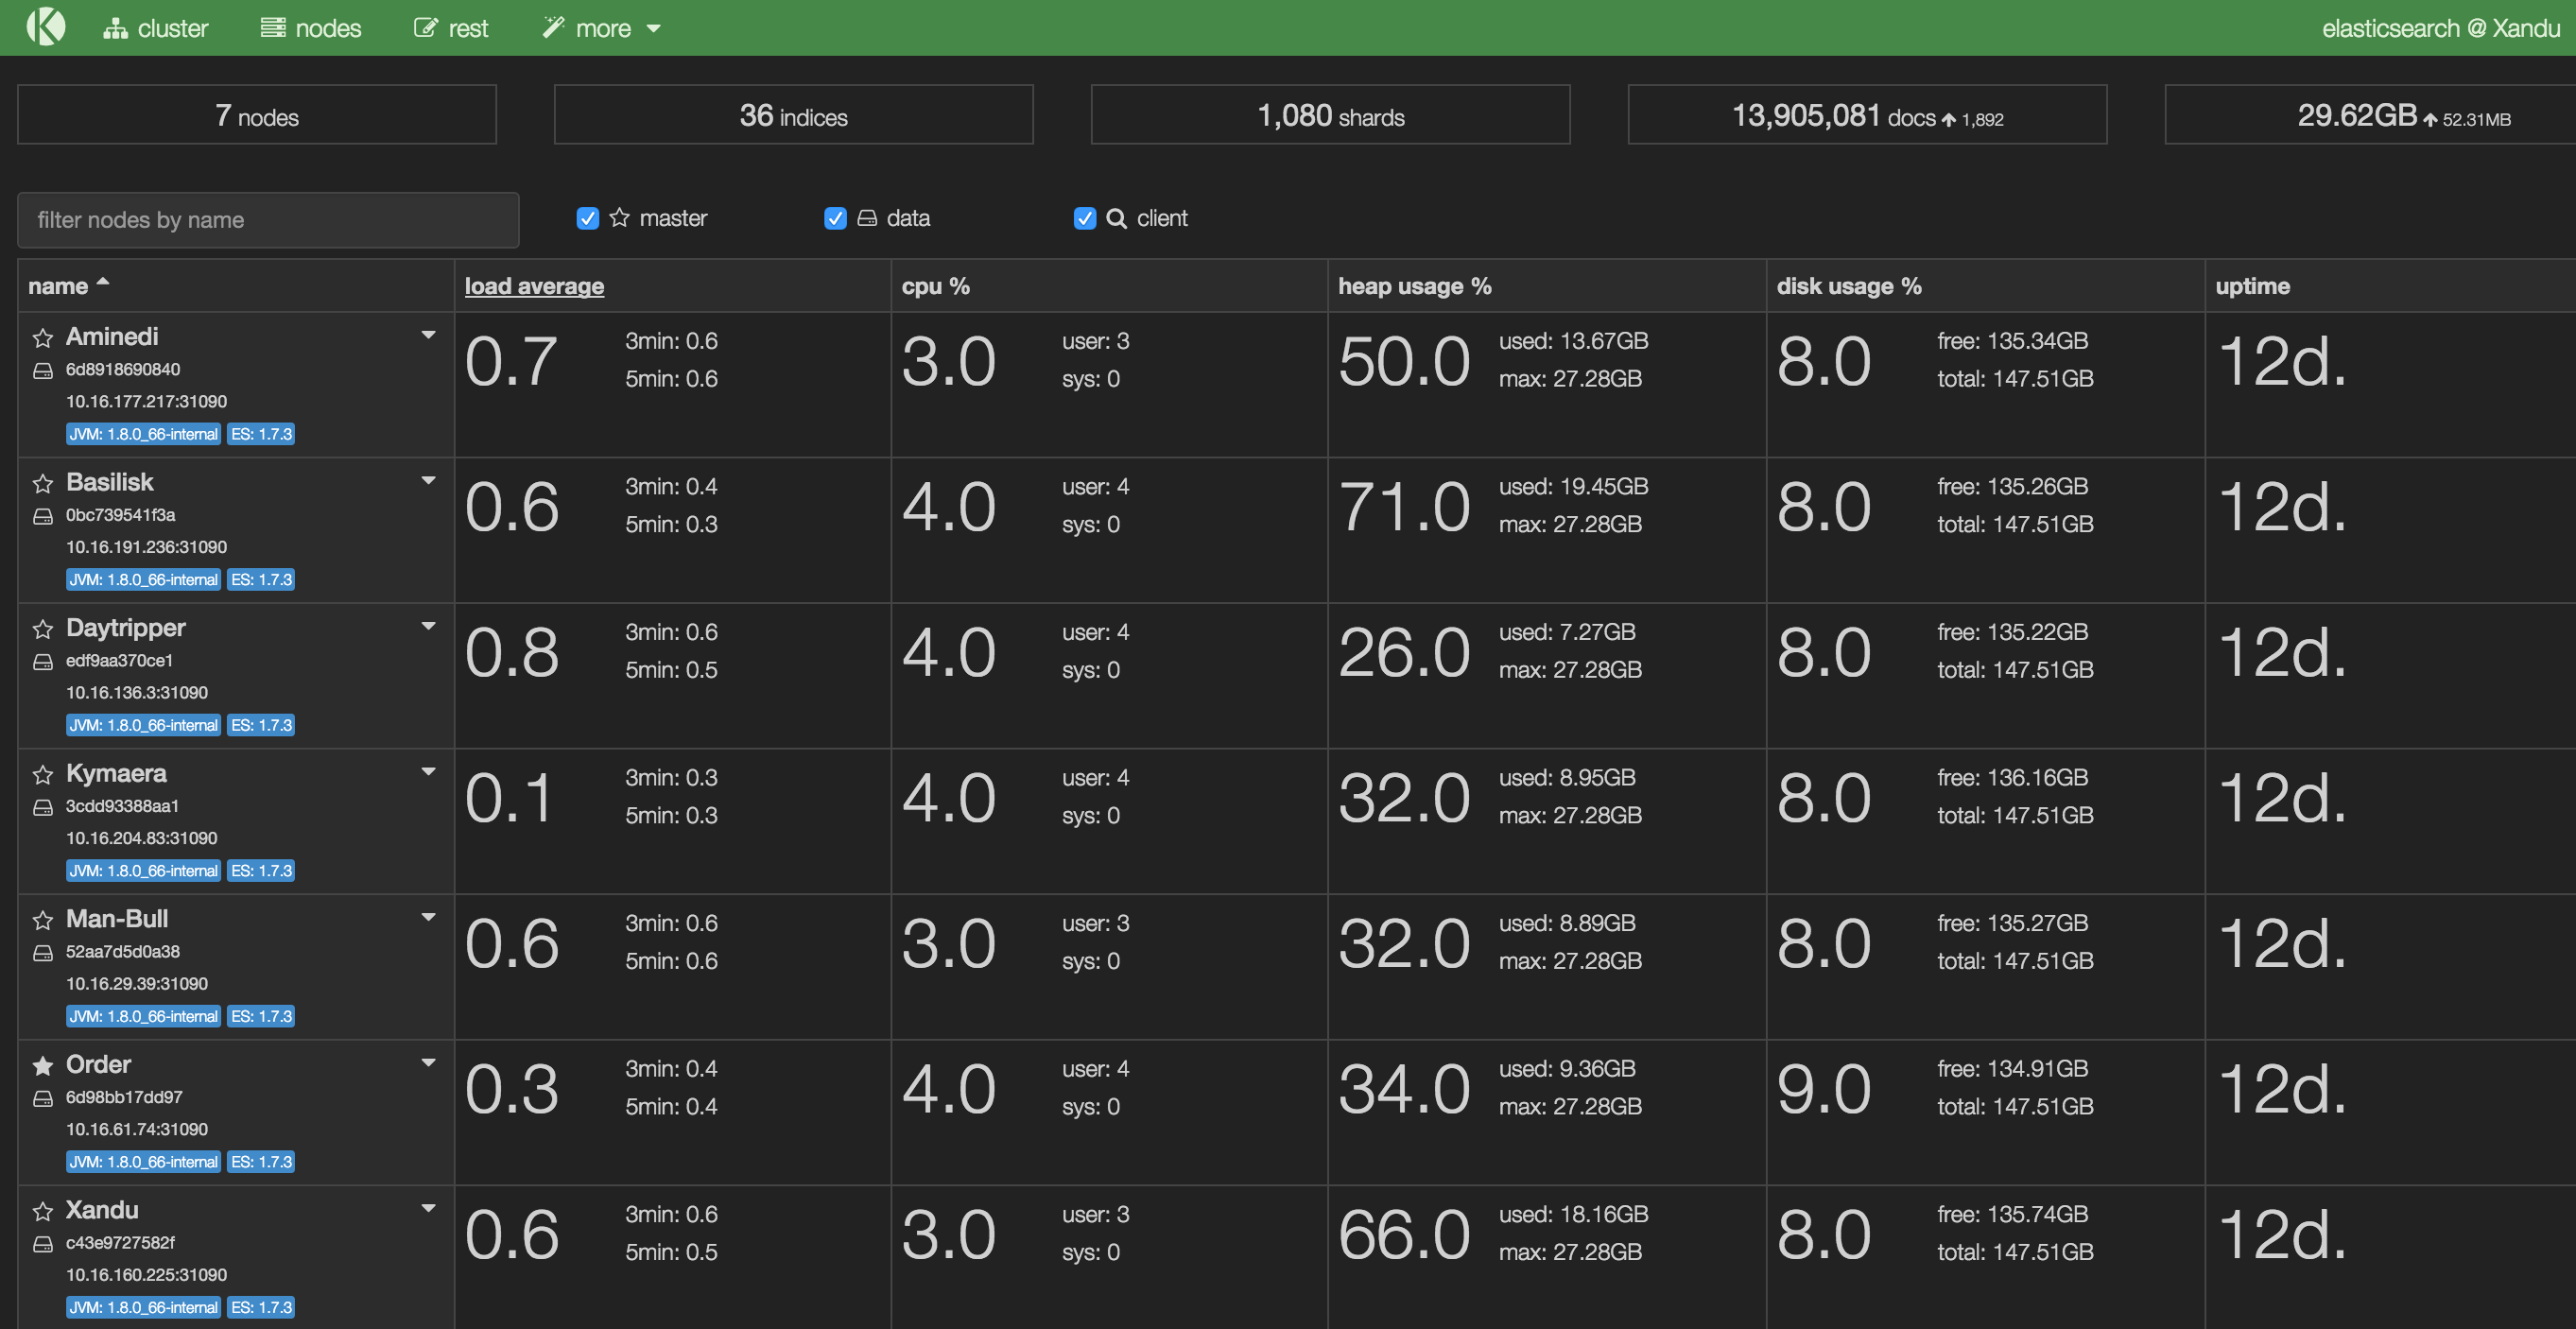 cluster nodes rest more elasticsearch @ Xandu
7 nodes 36 indices 1,080 shards 13,905,081 docs 1,892 29.62GB 52.31MB
filter nodes by name master data client
name load average cpu % heap usage % disk usage % uptime
Aminedi
6d8918690840
10.16.177.217:31090
JVM: 1.8.0_66-internal ES: 1.7.3
0.7 3min: 0.6
5min: 0.6
3.0 user: 3
sys: 0
50.0 used: 13.67GB
max: 27.28GB
8.0 free: 135.34GB
total: 147.51GB
12d.
Basilisk
0bc739541f3a
10.16.191.236:31090
JVM: 1.8.0_66-internal ES: 1.7.3
0.6 3min: 0.4
5min: 0.3
4.0 user: 4
sys: 0
71.0 used: 19.45GB
max: 27.28GB
8.0 free: 135.26GB
total: 147.51GB
12d.
Daytripper
edf9aa370ce1
10.16.136.3:31090
JVM: 1.8.0_66-internal ES: 1.7.3
0.8 3min: 0.6
5min: 0.5
4.0 user: 4
sys: 0
26.0 used: 7.27GB
max: 27.28GB
8.0 free: 135.22GB
total: 147.51GB
12d.
Kymaera
3cdd93388aa1
10.16.204.83:31090
JVM: 1.8.0_66-internal ES: 1.7.3
0.1 3min: 0.3
5min: 0.3
4.0 user: 4
sys: 0
32.0 used: 8.95GB
max: 27.28GB
8.0 free: 136.16GB
total: 147.51GB
12d.
Man-Bull
52aa7d5d0a38
10.16.29.39:31090
JVM: 1.8.0_66-internal ES: 1.7.3
0.6 3min: 0.6
5min: 0.6
3.0 user: 3
sys: 0
32.0 used: 8.89GB
max: 27.28GB
8.0 free: 135.27GB
total: 147.51GB
12d.
Order
6d98bb17dd97
10.16.61.74:31090
JVM: 1.8.0_66-internal ES: 1.7.3
0.3 3min: 0.4
5min: 0.4
4.0 user: 4
sys: 0
34.0 used: 9.36GB
max: 27.28GB
9.0 free: 134.91GB
total: 147.51GB
12d.
Xandu
c43e9727582f
10.16.160.225:31090
JVM: 1.8.0_66-internal ES: 1.7.3
0.6 3min: 0.6
5min: 0.5
3.0 user: 3
sys: 0
66.0 used: 18.16GB
max: 27.28GB
8.0 free: 135.74GB
total: 147.51GB
12d.